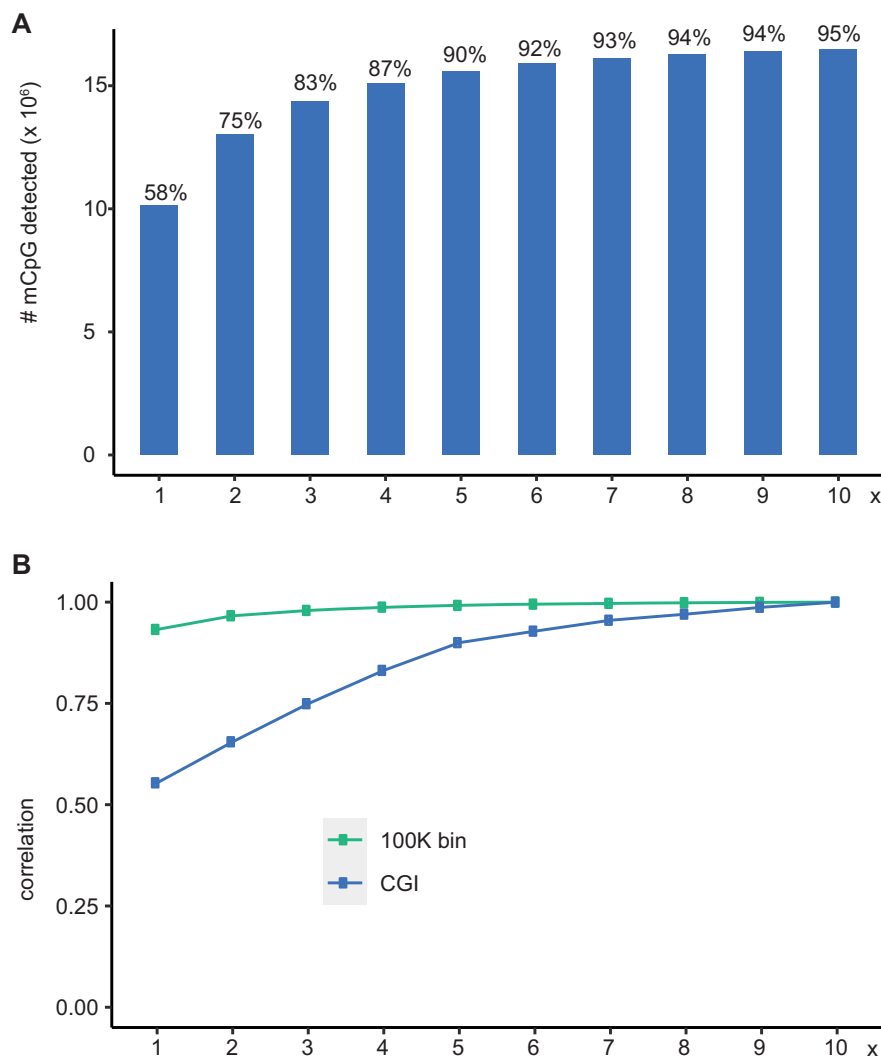 A
# mCpG detected (x 10⁶)
15
10
5
0
58%
75%
83%
87%
90%
92%
93%
94%
94%
95%
1 2 3 4 5 6 7 8 9 10 x
B
correlation
1.00
0.75
0.50
0.25
0.00
100K bin
CGI
1 2 3 4 5 6 7 8 9 10 x